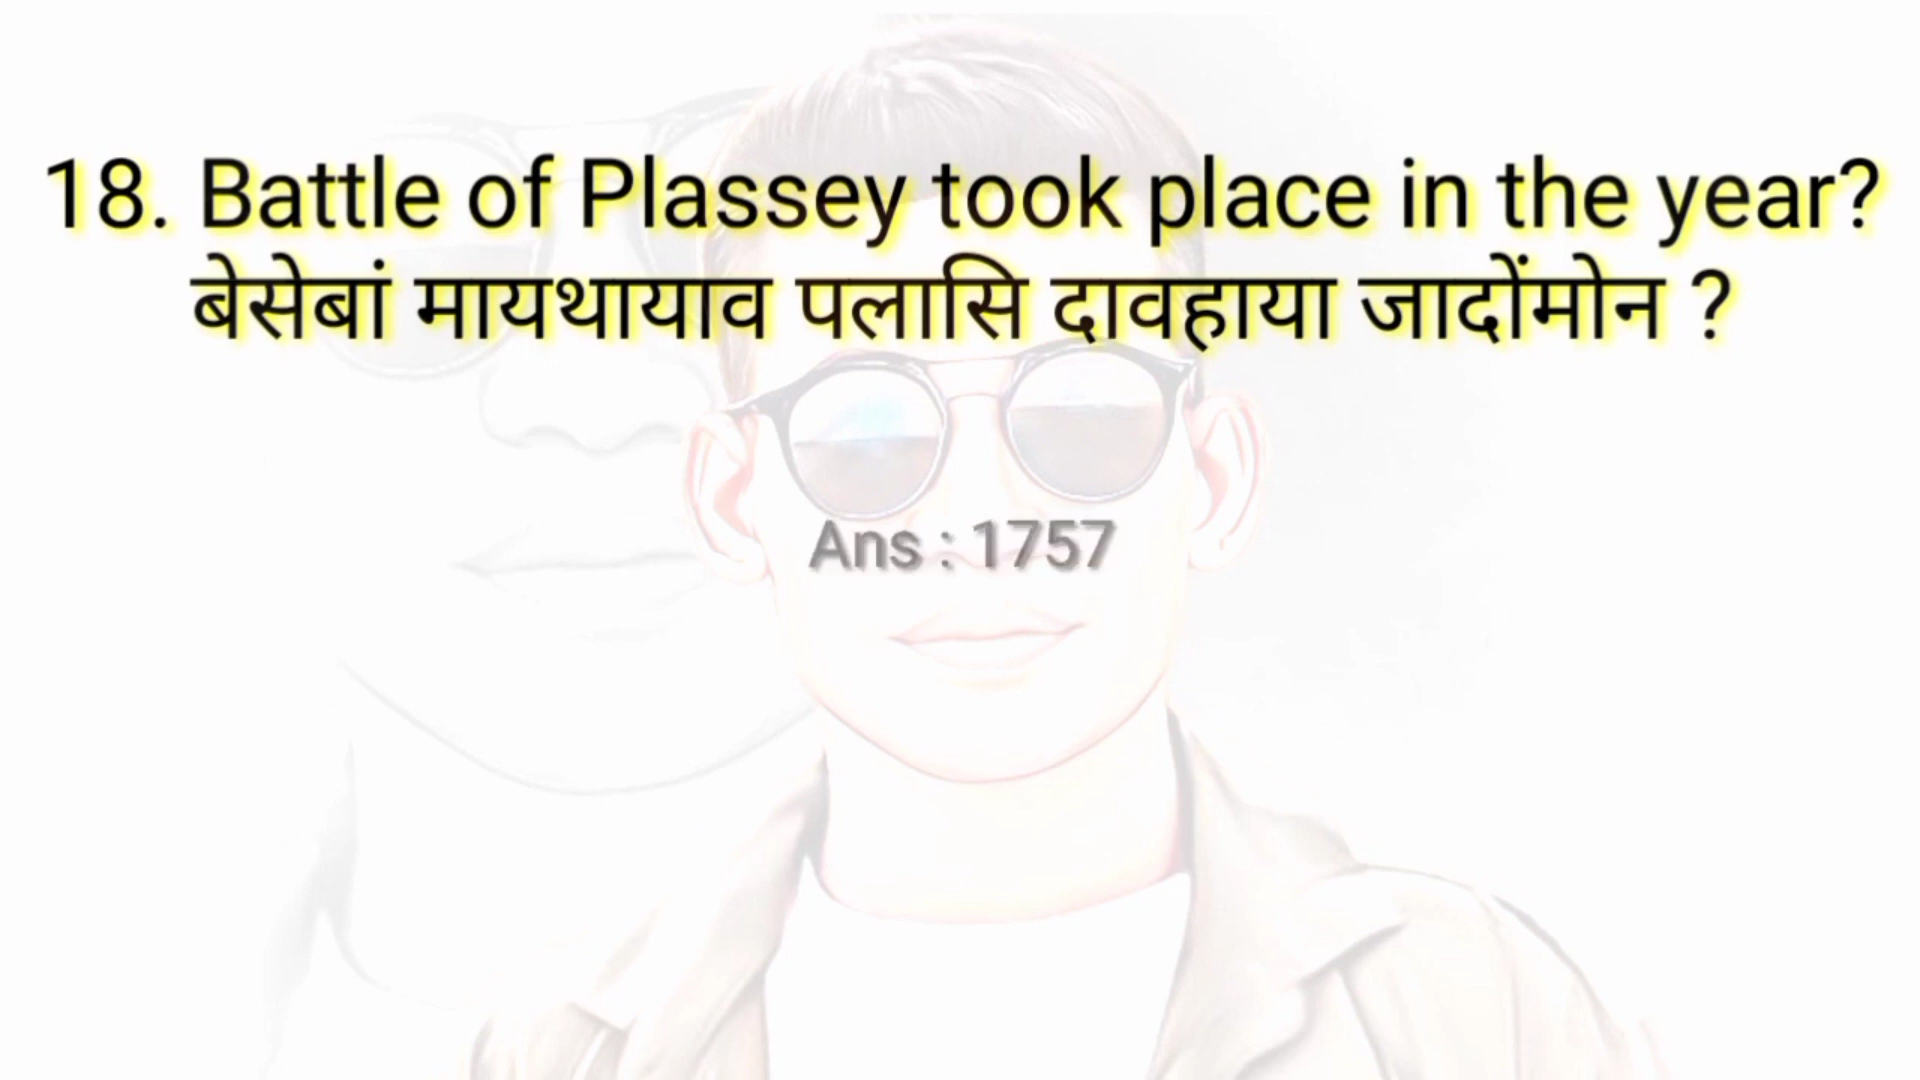 18. Battle of Plassey took place in the year?
बेसेबां मायथायाव पलासि दावहाया जादोंमोन ?
Ans : 1757